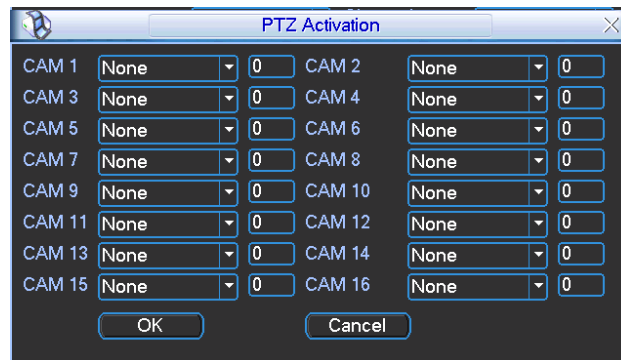 PTZ Activation
CAM 1 None 0 CAM 2 None 0
CAM 3 None 0 CAM 4 None 0
CAM 5 None 0 CAM 6 None 0
CAM 7 None 0 CAM 8 None 0
CAM 9 None 0 CAM 10 None 0
CAM 11 None 0 CAM 12 None 0
CAM 13 None 0 CAM 14 None 0
CAM 15 None 0 CAM 16 None 0
OK Cancel